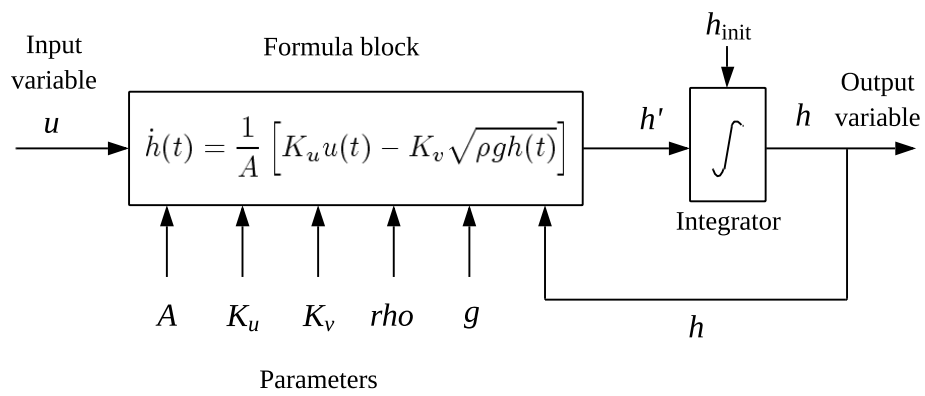 Input
variable
u
Formula block
ḣ(t) = 1/A [K_u u(t) − K_v √ρgh(t)]
h'
h_init
∫
Integrator
h
Output
variable
A K_u K_v rho g
h
Parameters